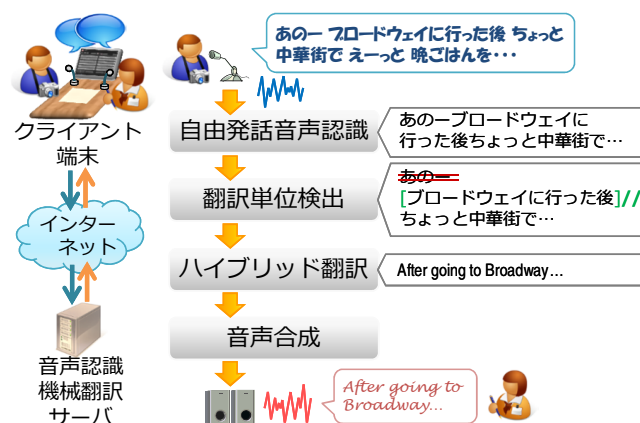 あのー ブロードウェイに行った後 ちょっと
中華街で えーっと 晩ごはんを・・・
クライアント
端末
インター
ネット
音声認識
機械翻訳
サーバ
自由発話音声認識
あのーブロードウェイに
行った後ちょっと中華街で…
翻訳単位検出
あのー
[ブロードウェイに行った後]//
ちょっと中華街で…
ハイブリッド翻訳
After going to Broadway…
音声合成
After going to
Broadway…